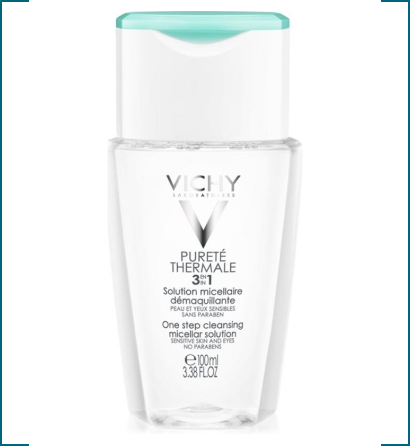 VICHY
LABORATOIRES
PURETÉ
THERMALE
3 EN IN 1
Solution micellaire
démaquillante
PEAU ET YEUX SENSIBLES
SANS PARABEN
One step cleansing
micellar solution
SENSITIVE SKIN AND EYES
NO PARABENS
e 100ml
3.38 FL.OZ